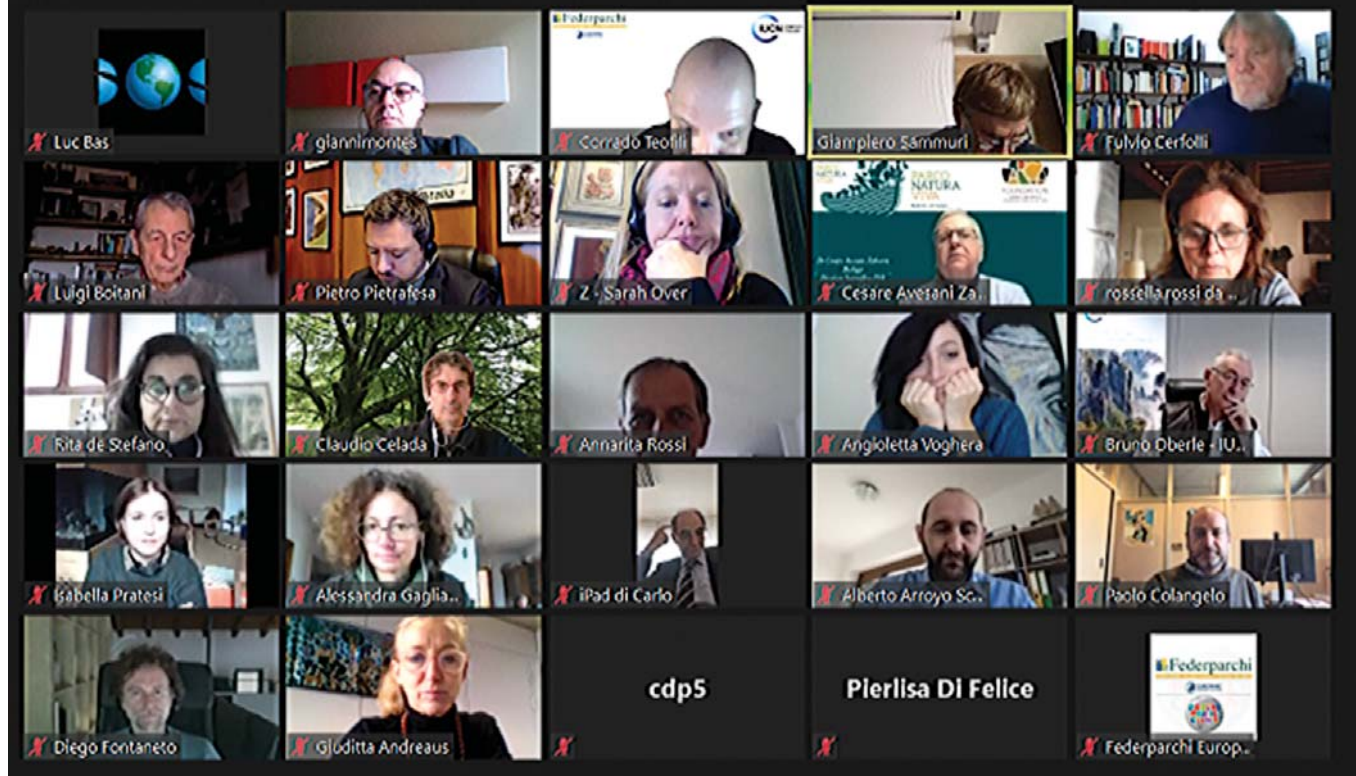 Luc Bas
giannimontes
Federparchi
IUCN
Corrado Teofili
Giampiero Sammuri
Fulvio Cerfolli
Luigi Boitani
Pietro Pietrafesa
Z - Sarah Over
PARCO
NATURA
VIVA
FOUNDATION
Cesare Avesani Za...
rossella.rossi da ...
Rita de Stefano
Claudio Celada
Annarita Rossi
Angioletta Voghera
Bruno Oberle - IU...
Isabella Pratesi
Alessandra Gaglia...
iPad di Carlo
Alberto Arroyo Sc...
Paolo Colangelo
Diego Fontaneto
Giuditta Andreaus
cdp5
Pierlisa Di Felice
Federparchi
Federparchi Europ...